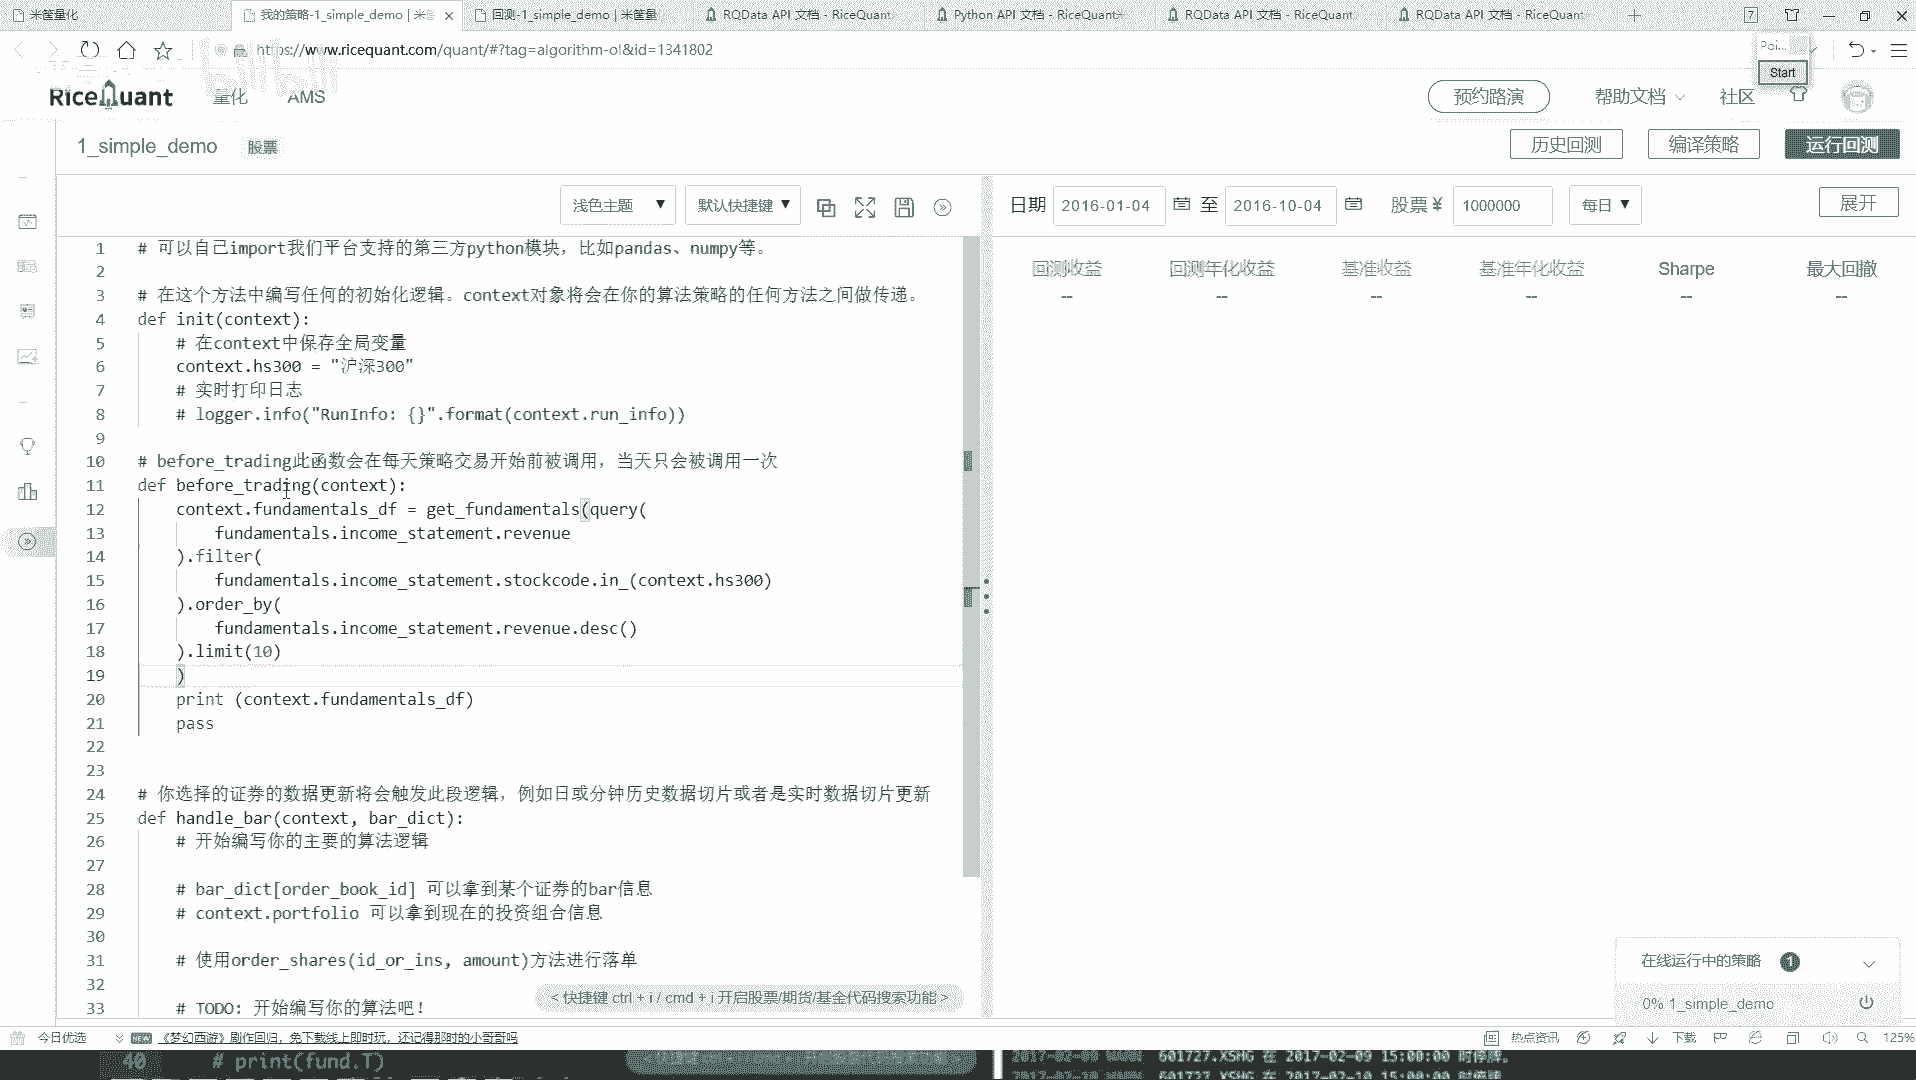 米筐量化
我的策略-1_simple_demo | 米筐
回测-1_simple_demo | 米筐量
RQData API 文档 - RiceQuant
Python API 文档 - RiceQuant
RQData API 文档 - RiceQuant
RQData API 文档 - RiceQuant
7
https://www.ricequant.com/quant/#?tag=algorithm-ol&id=1341802
Poi...
Start
RiceQuant
量化
AMS
预约路演
帮助文档
社区
1_simple_demo
股票
历史回测
编译策略
运行回测
浅色主题
默认快捷键
日期
2016-01-04
至
2016-10-04
股票 ¥
1000000
每日
展开
回测收益
回测年化收益
基准收益
基准年化收益
Sharpe
最大回撤
--
--
--
--
--
--
1 # 可以自己import我们平台支持的第三方python模块，比如pandas、numpy等。
2
3 # 在这个方法中编写任何的初始化逻辑。context对象将会在你的算法策略的任何方法之间做传递。
4 def init(context):
5 # 在context中保存全局变量
6 context.hs300 = "沪深300"
7 # 实时打印日志
8 # logger.info("RunInfo: {}".format(context.run_info))
9
10 # before_trading此函数会在每天策略交易开始前被调用，当天只会被调用一次
11 def before_trading(context):
12 context.fundamentals_df = get_fundamentals(query(
13 fundamentals.income_statement.revenue
14 ).filter(
15 fundamentals.income_statement.stockcode.in_(context.hs300)
16 ).order_by(
17 fundamentals.income_statement.revenue.desc()
18 ).limit(10)
19 )
20 print (context.fundamentals_df)
21 pass
22
23
24 # 你选择的证券的数据更新将会触发此段逻辑，例如日或分钟历史数据切片或者是实时数据切片更新
25 def handle_bar(context, bar_dict):
26 # 开始编写你的主要的算法逻辑
27
28 # bar_dict[order_book_id] 可以拿到某个证券的bar信息
29 # context.portfolio 可以拿到现在的投资组合信息
30
31 # 使用order_shares(id_or_ins, amount)方法进行落单
32
33 # TODO: 开始编写你的算法吧！
< 快捷键 ctrl + i / cmd + i 开启股票/期货/基金代码搜索功能 >
在线运行中的策略 1
0% 1_simple_demo
今日优选
NEW
《梦幻西游》剧作回归，免下载线上即时玩，还记得那时的小哥哥吗
热点资讯
下载
125%
40 # print(fund.T)
2017-02-09 WARN 601727.XSHG 在 2017-02-09 15:00:00 时停牌。
2017-02-10 WARN 601727.XSHG 在 2017-02-10 15:00:00 时停牌。